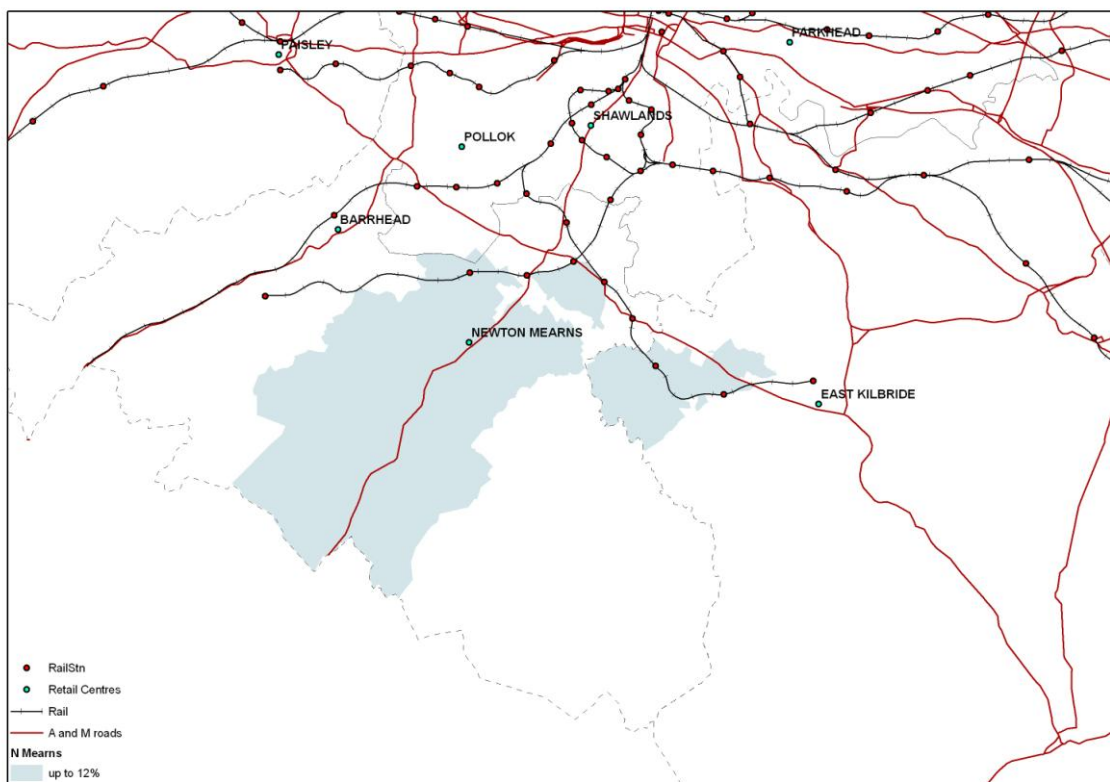 PAISLEY
PARKHEAD
SHAWLANDS
POLLOK
BARRHEAD
NEWTON MEARNS
EAST KILBRIDE
RailStn
Retail Centres
Rail
A and M roads
N Mearns
up to 12%